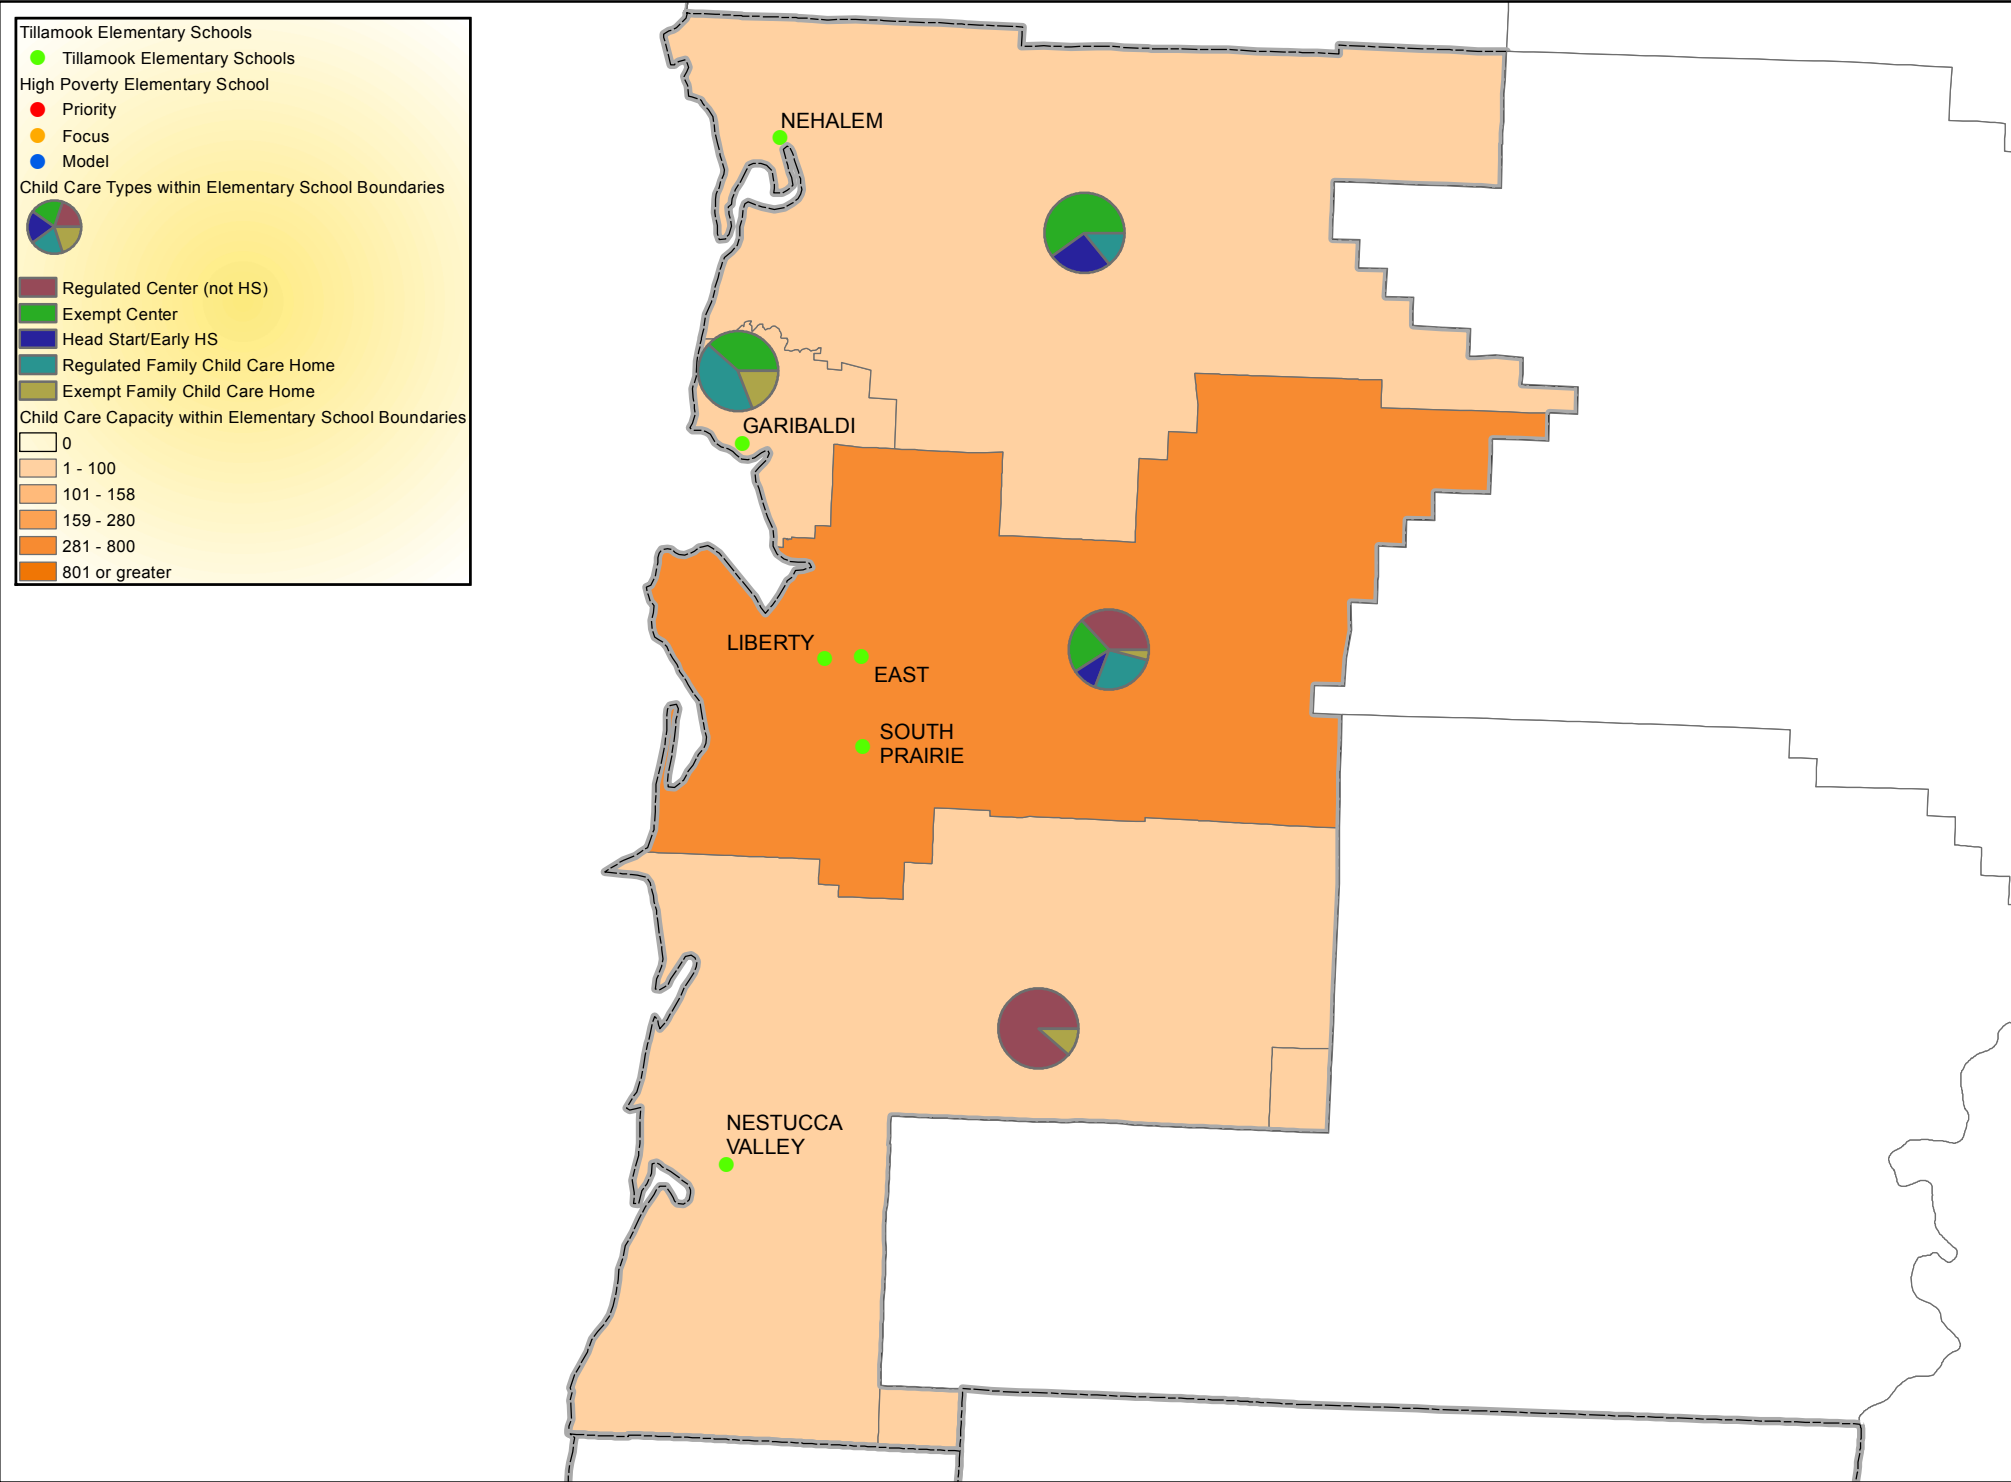 Tillamook Elementary Schools
Tillamook Elementary Schools
High Poverty Elementary School
Priority
Focus
Model
Child Care Types within Elementary School Boundaries
Regulated Center (not HS)
Exempt Center
Head Start/Early HS
Regulated Family Child Care Home
Exempt Family Child Care Home
Child Care Capacity within Elementary School Boundaries
0
1 - 100
101 - 158
159 - 280
281 - 800
801 or greater
NEHALEM
GARIBALDI
LIBERTY
EAST
SOUTH
PRAIRIE
NESTUCCA
VALLEY